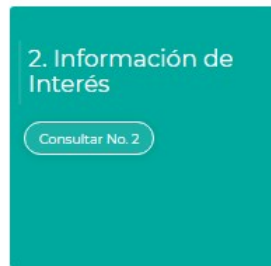 2. Información de
Interés
Consultar No. 2